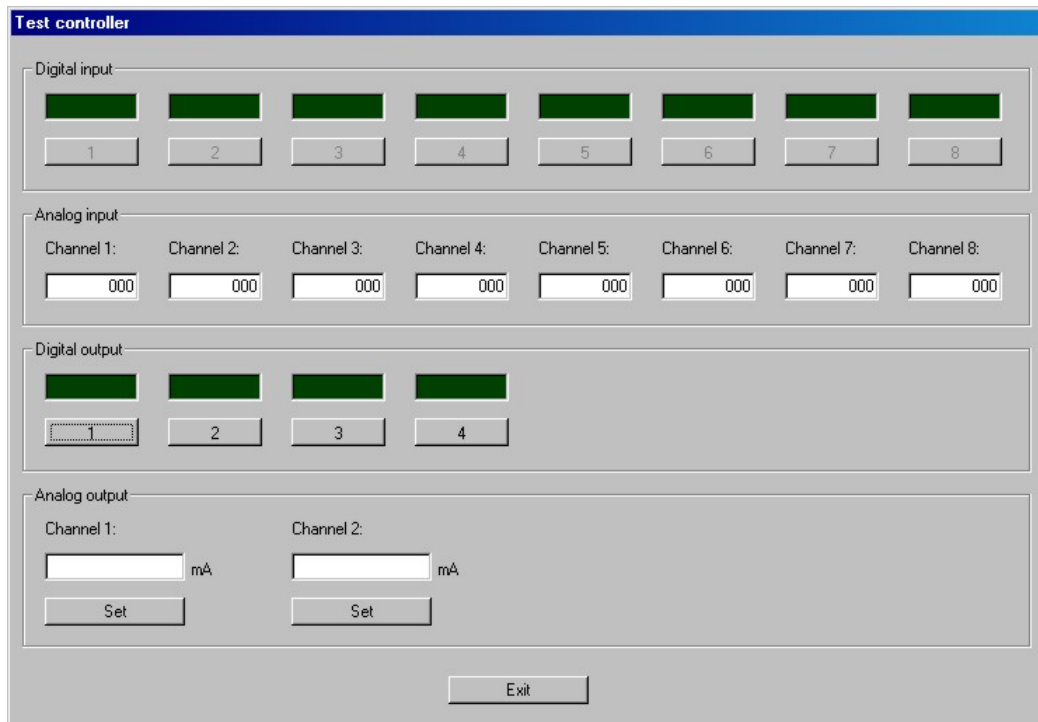 Test controller
Digital input
1 2 3 4 5 6 7 8
Analog input
Channel 1: Channel 2: Channel 3: Channel 4: Channel 5: Channel 6: Channel 7: Channel 8:
000 000 000 000 000 000 000 000
Digital output
1 2 3 4
Analog output
Channel 1: Channel 2:
mA mA
Set Set
Exit